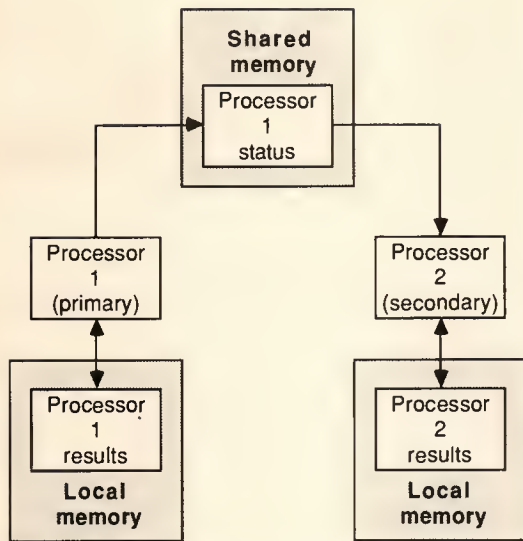 Shared
memory
Processor
1
status
Processor
1
(primary)
Processor
2
(secondary)
Processor
1
results
Local
memory
Processor
2
results
Local
memory